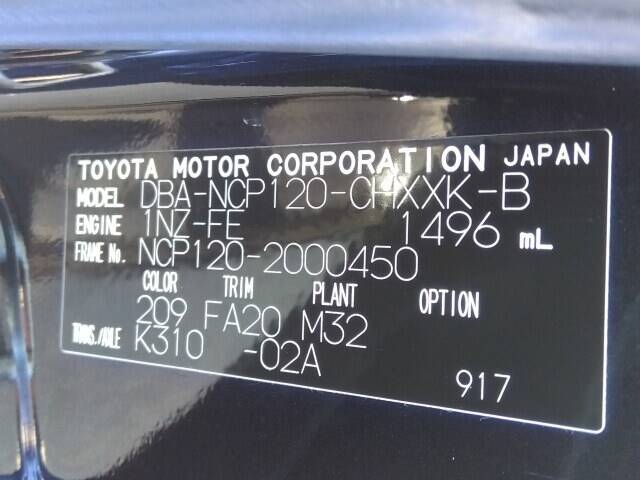 TOYOTA MOTOR CORPORATION JAPAN
MODEL DBA-NCP120-CHXXK-B
ENGINE 1NZ-FE 1496 mL
FRAME No. NCP120-2000450
COLOR TRIM PLANT OPTION
209 FA20 M32
TRANS./AXLE K310 -02A
917